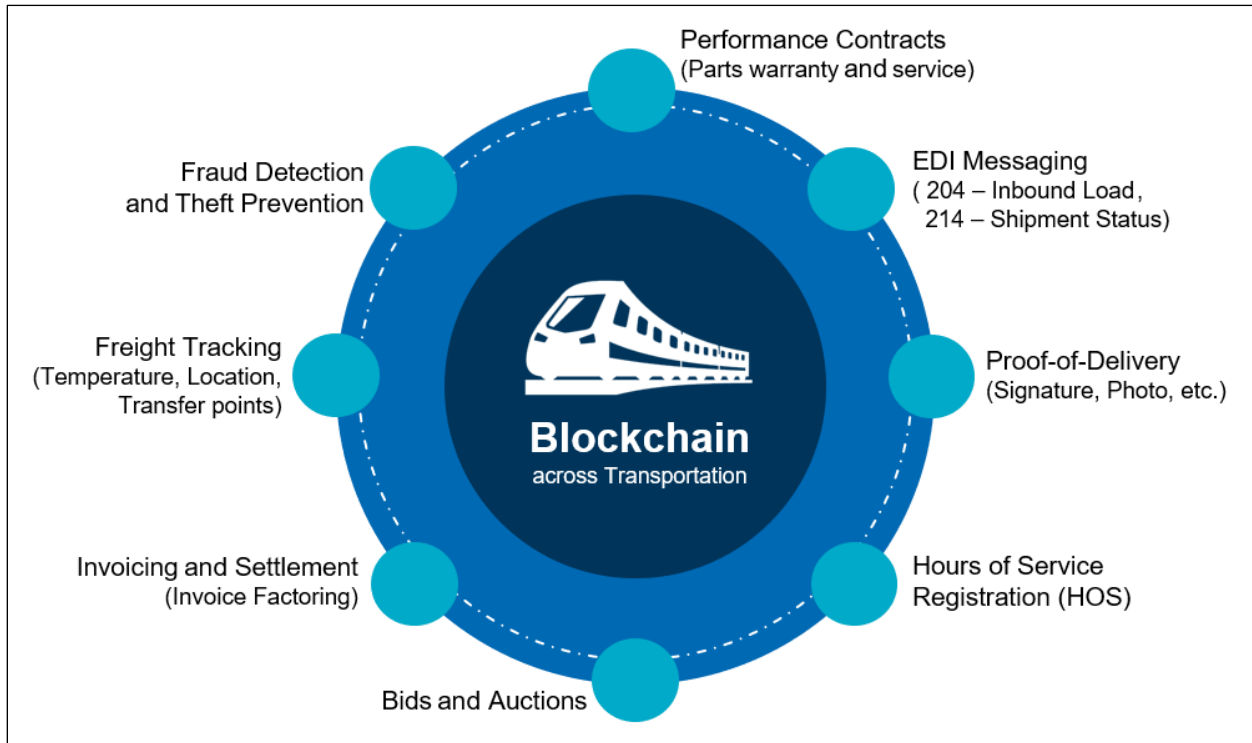 Performance Contracts
(Parts warranty and service)
EDI Messaging
( 204 – Inbound Load,
214 – Shipment Status)
Proof-of-Delivery
(Signature, Photo, etc.)
Hours of Service
Registration (HOS)
Bids and Auctions
Invoicing and Settlement
(Invoice Factoring)
Freight Tracking
(Temperature, Location,
Transfer points)
Fraud Detection
and Theft Prevention
Blockchain
across Transportation